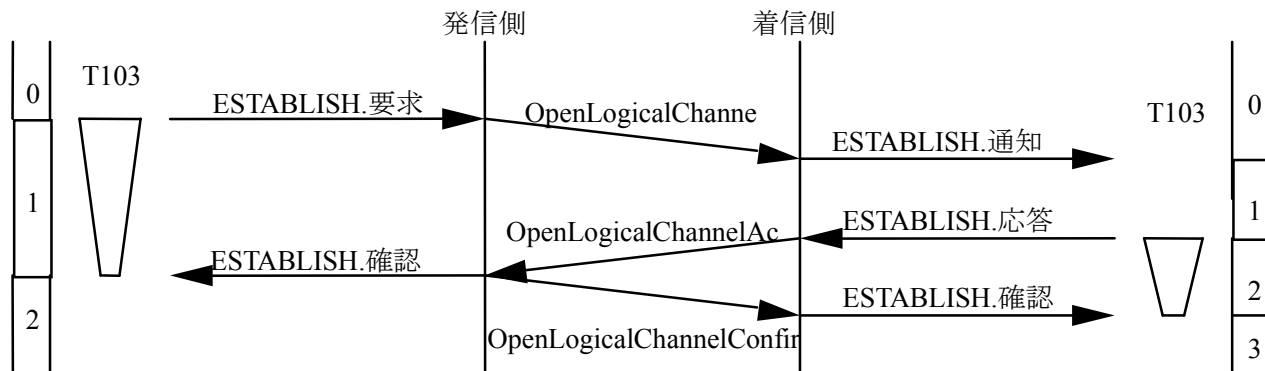 発信側
着信側
T103
T103
0
ESTABLISH.要求
OpenLogicalChanne
0
ESTABLISH.通知
1
OpenLogicalChannelAc
ESTABLISH.応答
1
ESTABLISH.確認
ESTABLISH.確認
2
2
OpenLogicalChannelConfir
3